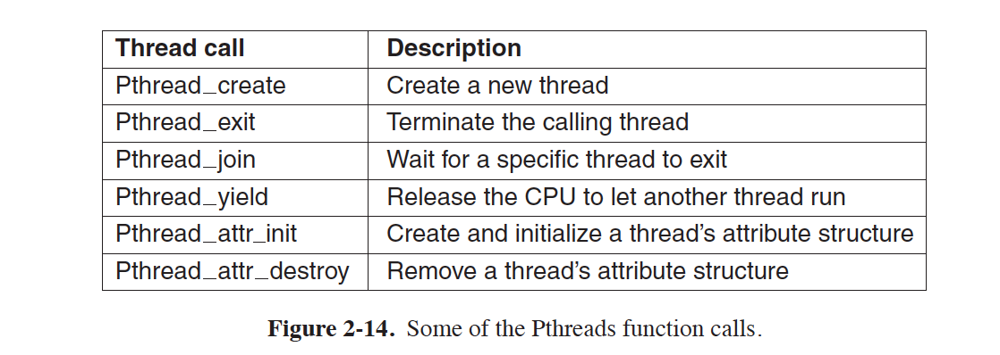 Thread call Description
Pthread_create Create a new thread
Pthread_exit Terminate the calling thread
Pthread_join Wait for a specific thread to exit
Pthread_yield Release the CPU to let another thread run
Pthread_attr_init Create and initialize a thread’s attribute structure
Pthread_attr_destroy Remove a thread’s attribute structure
Figure 2-14. Some of the Pthreads function calls.